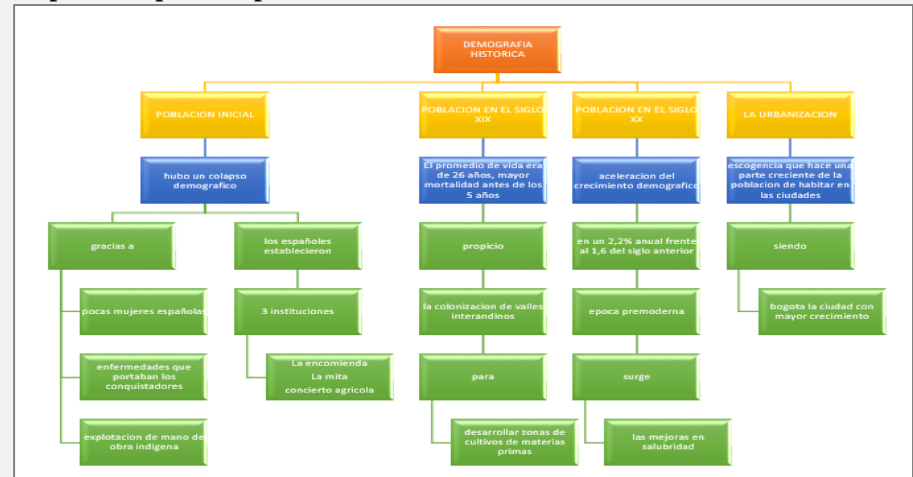 DEMOGRAFIA
HISTORICA
POBLACION INICIAL
hubo un colapso
demografico
gracias a
pocas mujeres españolas
enfermedades que
portaban los
conquistadores
explotacion de mano de
obra indigena
los españoles
establecieron
3 instituciones
La encomienda
La mita
concierto agricola
POBLACION EN EL SIGLO
XIX
El promedio de vida era
de 26 años, mayor
mortalidad antes de los
5 años
propicio
la colonizacion de valles
interandinos
para
desarrollar zonas de
cultivos de materias
primas
POBLACION EN EL SIGLO
XX
aceleracion del
crecimiento demografico
en un 2,2% anual frente
al 1,6 del siglo anterior
epoca premoderna
surge
las mejoras en
salubridad
LA URBANIZACION
escogencia que hace una
parte creciente de la
poblacion de habitar en
las ciudades
siendo
bogota la ciudad con
mayor crecimiento